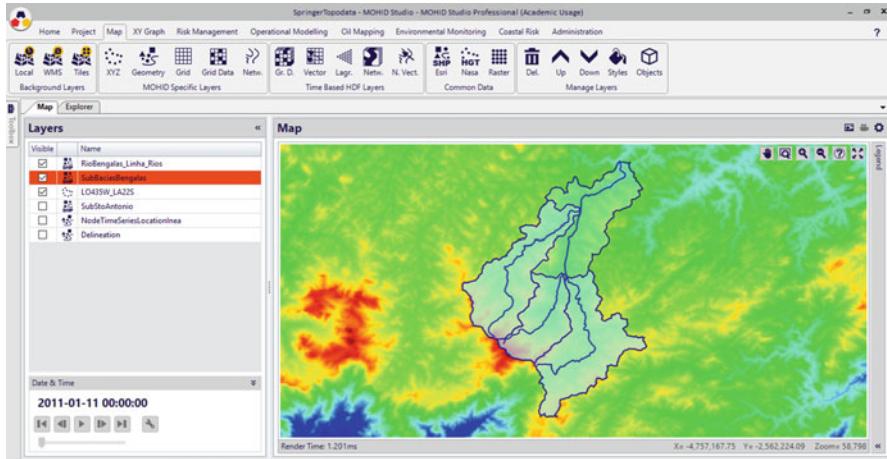 SpringerTopodata - MOHID Studio - MOHID Studio Professional (Academic Usage)
Home Project Map XY Graph Risk Management Operational Modelling Oil Mapping Environmental Monitoring Coastal Risk Administration ?
Local WMS Tiles XYZ Geometry Grid Grid Data Netw. Gr. D. Vector Lagr. Netw. N. Vect. SHP Esri HGT Nasa Raster Del. Up Down Styles Objects
Background Layers MOHID Specific Layers Time Based HDF Layers Common Data Manage Layers
Map Explorer
Toolbox
Layers «
Visible Name
RioBengalas_Linha_Rios
SubBaciasBengalas
LO435W_LA22S
SubStoAntonio
NodeTimeSeriesLocationInea
Delineation
Date & Time
2011-01-11 00:00:00
Map
Legend
Render Time: 1.201ms X= -4,757,167.75 Y= -2,562,224.09 Zoom= 58,798 «